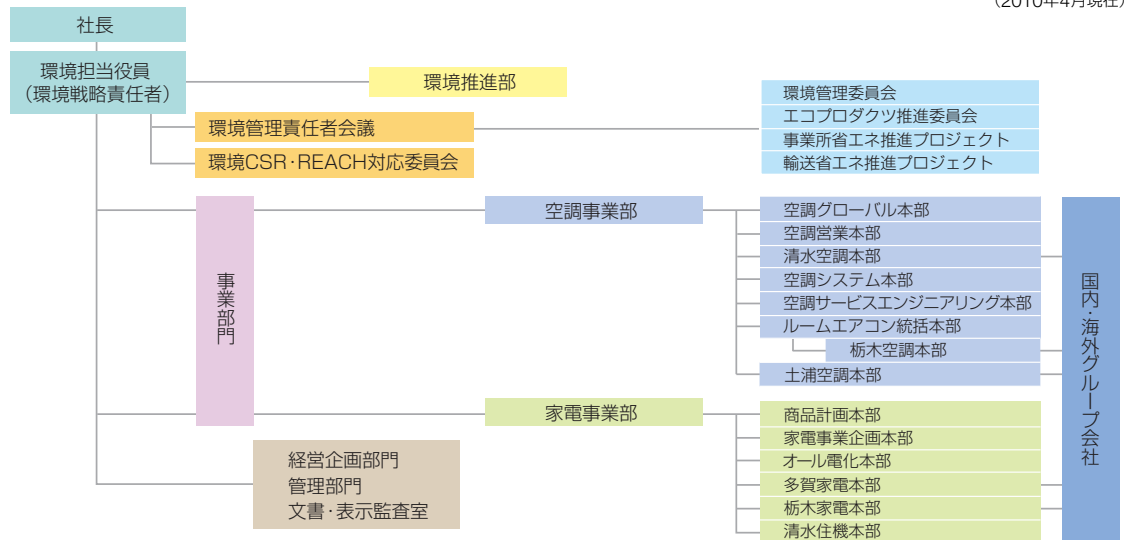 （2010年4月現在）
社長
環境担当役員
（環境戦略責任者）
環境推進部
環境管理責任者会議
環境CSR・REACH対応委員会
環境管理委員会
エコプロダクツ推進委員会
事業所省エネ推進プロジェクト
輸送省エネ推進プロジェクト
事業部門
空調事業部
空調グローバル本部
空調営業本部
清水空調本部
空調システム本部
空調サービスエンジニアリング本部
ルームエアコン統括本部
栃木空調本部
土浦空調本部
家電事業部
商品計画本部
家電事業企画本部
オール電化本部
多賀家電本部
栃木家電本部
清水住機本部
国内・海外グループ会社
経営企画部門
管理部門
文書・表示監査室